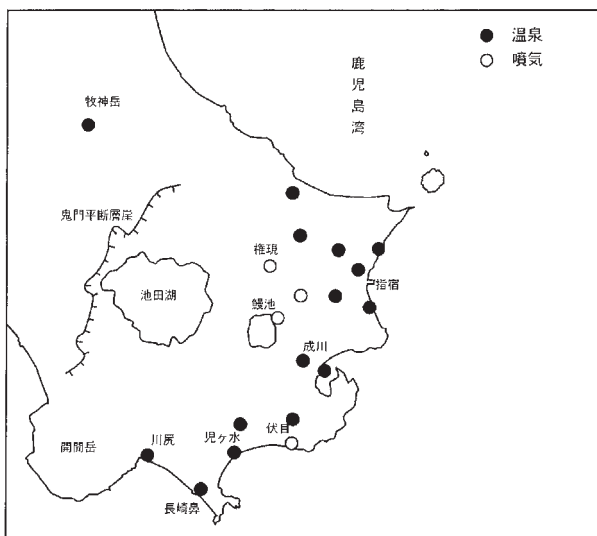 温泉
噴気
鹿児島湾
牧神岳
鬼門平断層崖
権現
池田湖
指宿
鰻池
成川
伏目
開聞岳
川尻
児ヶ水
長崎鼻